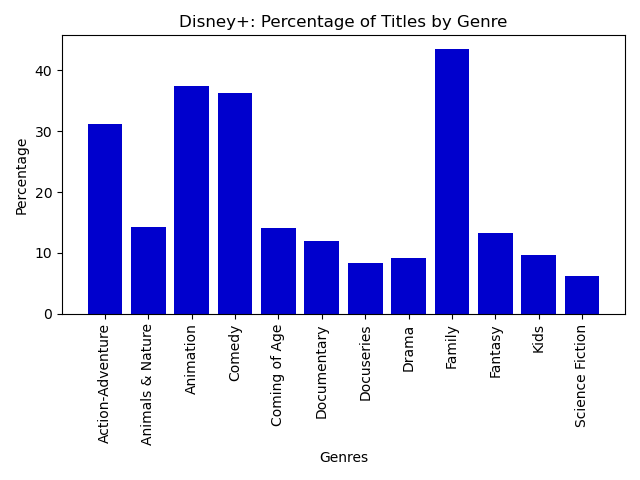 Disney+: Percentage of Titles by Genre
Percentage
40
30
20
10
0
Action-Adventure
Animals & Nature
Animation
Comedy
Coming of Age
Documentary
Docuseries
Drama
Family
Fantasy
Kids
Science Fiction
Genres